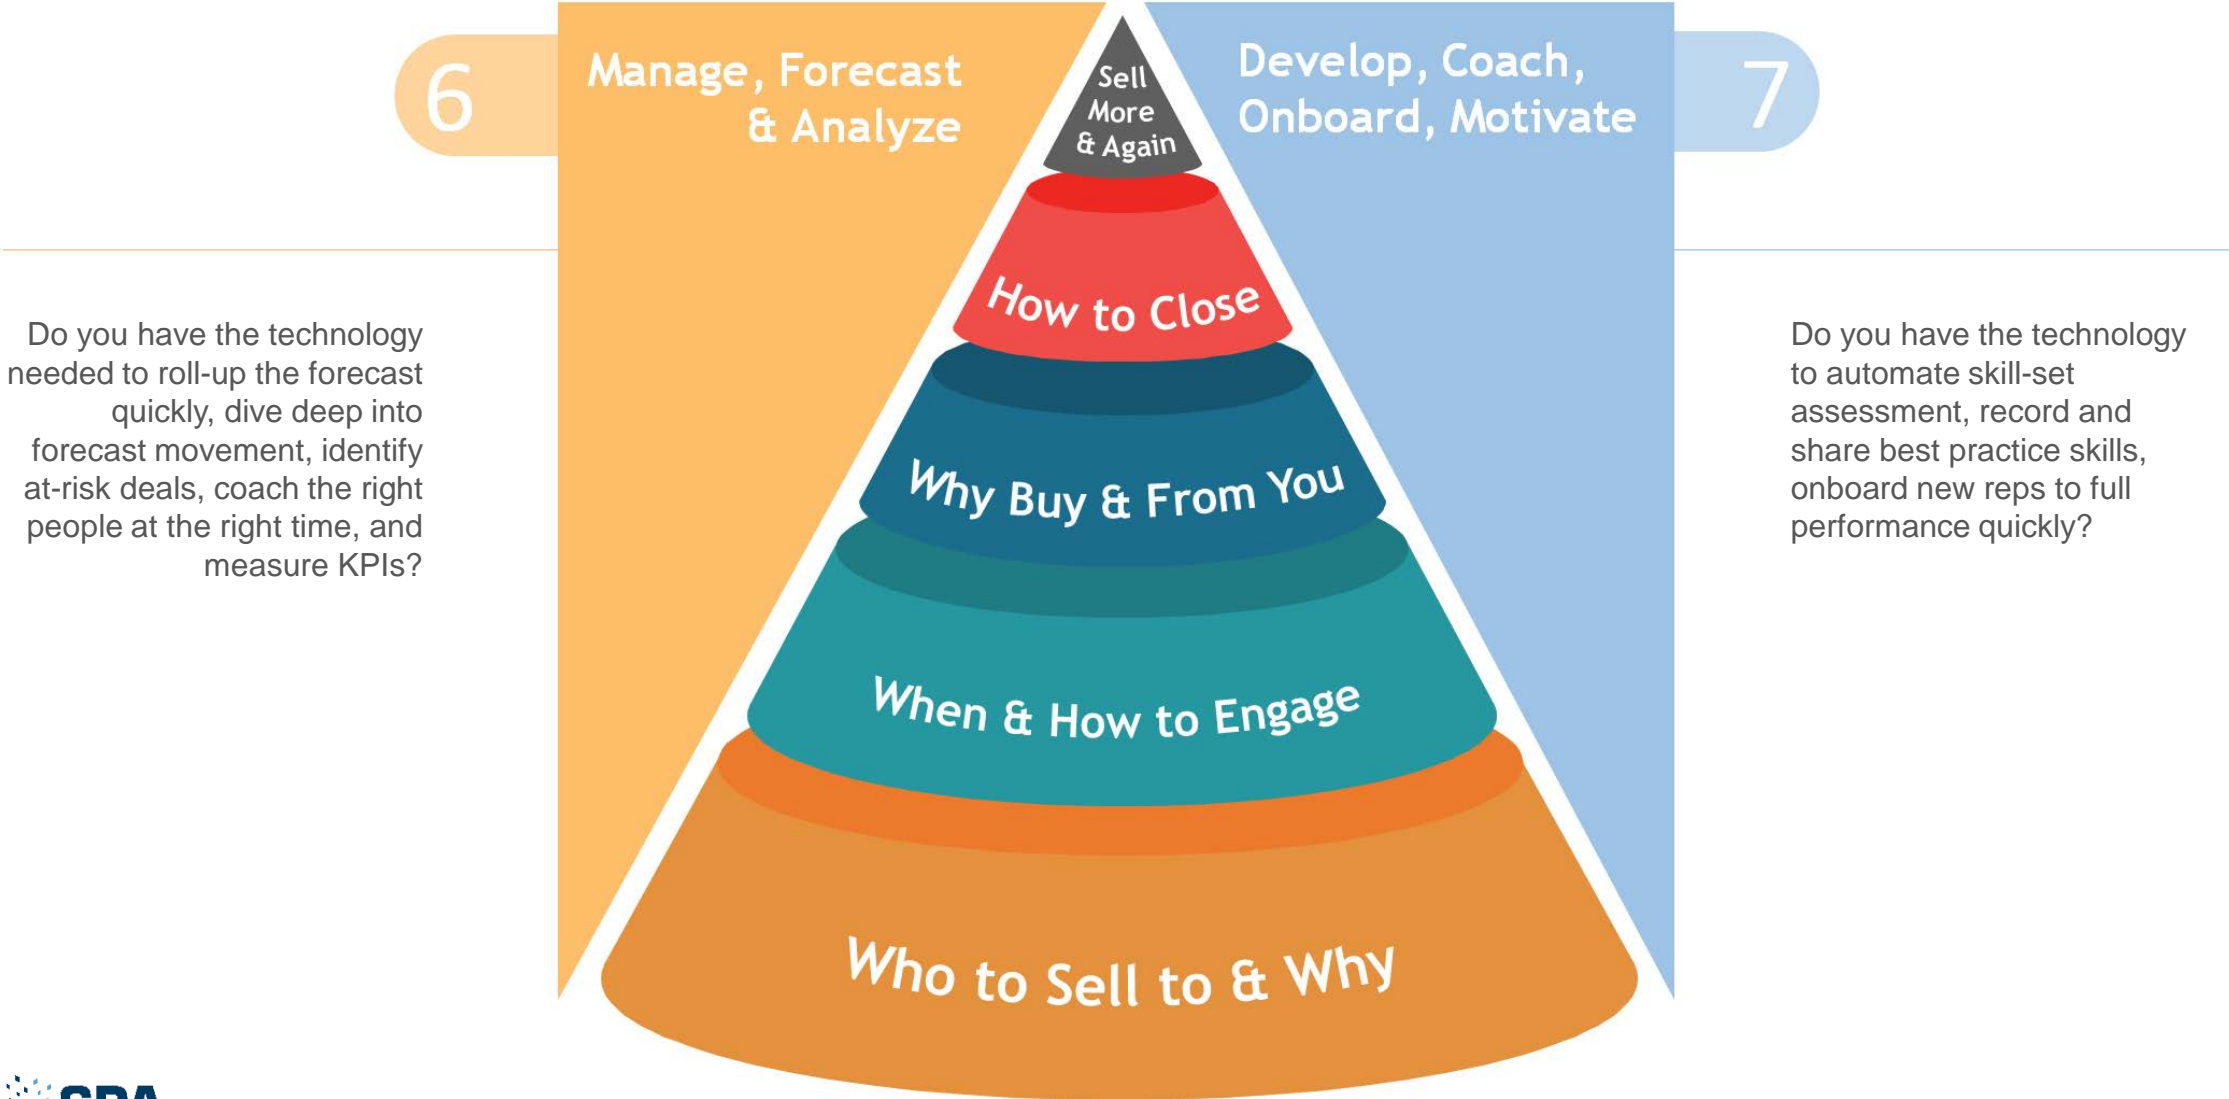 6
Manage, Forecast
& Analyze
Sell
More
& Again
Develop, Coach,
Onboard, Motivate
7
How to Close
Why Buy & From You
When & How to Engage
Who to Sell to & Why
Do you have the technology
needed to roll-up the forecast
quickly, dive deep into
forecast movement, identify
at-risk deals, coach the right
people at the right time, and
measure KPIs?
Do you have the technology
to automate skill-set
assessment, record and
share best practice skills,
onboard new reps to full
performance quickly?